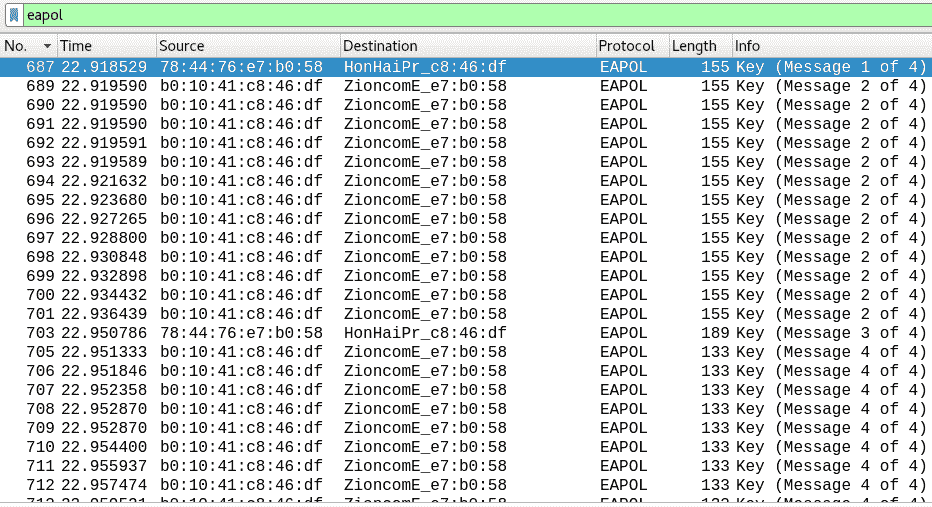 eapol
No. Time Source Destination Protocol Length Info
687 22.918529 78:44:76:e7:b0:58 HonHaiPr_c8:46:df EAPOL 155 Key (Message 1 of 4)
689 22.919590 b0:10:41:c8:46:df ZioncomE_e7:b0:58 EAPOL 155 Key (Message 2 of 4)
690 22.919590 b0:10:41:c8:46:df ZioncomE_e7:b0:58 EAPOL 155 Key (Message 2 of 4)
691 22.919590 b0:10:41:c8:46:df ZioncomE_e7:b0:58 EAPOL 155 Key (Message 2 of 4)
692 22.919591 b0:10:41:c8:46:df ZioncomE_e7:b0:58 EAPOL 155 Key (Message 2 of 4)
693 22.919589 b0:10:41:c8:46:df ZioncomE_e7:b0:58 EAPOL 155 Key (Message 2 of 4)
694 22.921632 b0:10:41:c8:46:df ZioncomE_e7:b0:58 EAPOL 155 Key (Message 2 of 4)
695 22.923680 b0:10:41:c8:46:df ZioncomE_e7:b0:58 EAPOL 155 Key (Message 2 of 4)
696 22.927265 b0:10:41:c8:46:df ZioncomE_e7:b0:58 EAPOL 155 Key (Message 2 of 4)
697 22.928800 b0:10:41:c8:46:df ZioncomE_e7:b0:58 EAPOL 155 Key (Message 2 of 4)
698 22.930848 b0:10:41:c8:46:df ZioncomE_e7:b0:58 EAPOL 155 Key (Message 2 of 4)
699 22.932898 b0:10:41:c8:46:df ZioncomE_e7:b0:58 EAPOL 155 Key (Message 2 of 4)
700 22.934432 b0:10:41:c8:46:df ZioncomE_e7:b0:58 EAPOL 155 Key (Message 2 of 4)
701 22.936439 b0:10:41:c8:46:df ZioncomE_e7:b0:58 EAPOL 155 Key (Message 2 of 4)
703 22.950786 78:44:76:e7:b0:58 HonHaiPr_c8:46:df EAPOL 189 Key (Message 3 of 4)
705 22.951333 b0:10:41:c8:46:df ZioncomE_e7:b0:58 EAPOL 133 Key (Message 4 of 4)
706 22.951846 b0:10:41:c8:46:df ZioncomE_e7:b0:58 EAPOL 133 Key (Message 4 of 4)
707 22.952358 b0:10:41:c8:46:df ZioncomE_e7:b0:58 EAPOL 133 Key (Message 4 of 4)
708 22.952870 b0:10:41:c8:46:df ZioncomE_e7:b0:58 EAPOL 133 Key (Message 4 of 4)
709 22.952870 b0:10:41:c8:46:df ZioncomE_e7:b0:58 EAPOL 133 Key (Message 4 of 4)
710 22.954400 b0:10:41:c8:46:df ZioncomE_e7:b0:58 EAPOL 133 Key (Message 4 of 4)
711 22.955937 b0:10:41:c8:46:df ZioncomE_e7:b0:58 EAPOL 133 Key (Message 4 of 4)
712 22.957474 b0:10:41:c8:46:df ZioncomE_e7:b0:58 EAPOL 133 Key (Message 4 of 4)